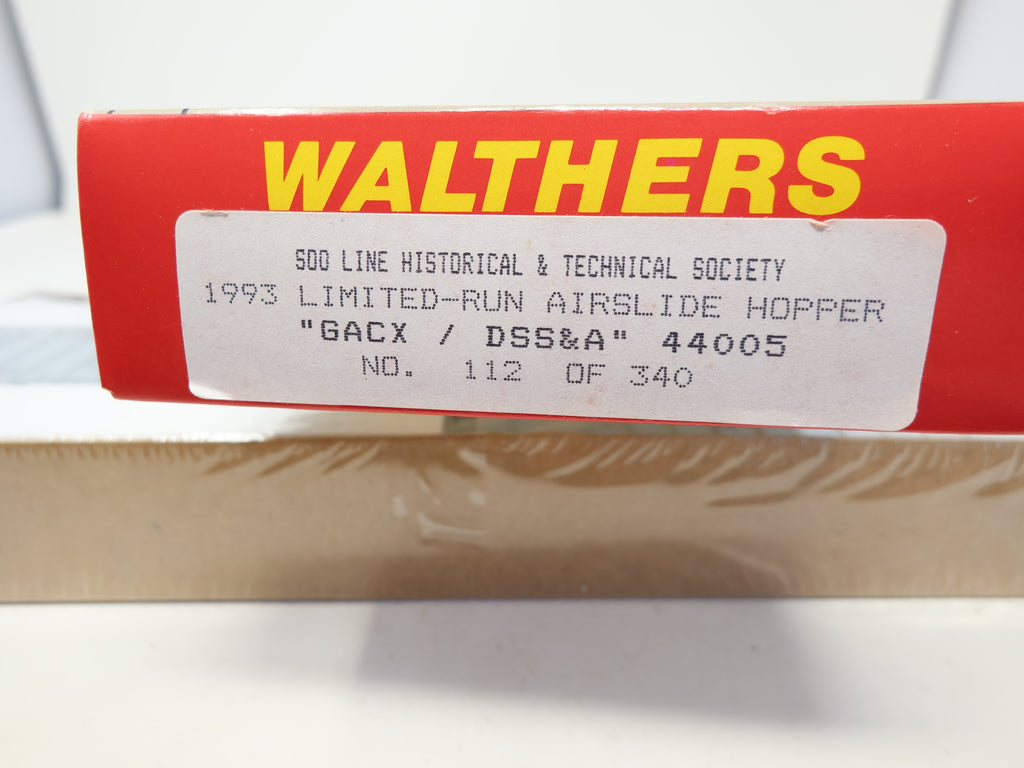 WALTHERS
SOO LINE HISTORICAL & TECHNICAL SOCIETY
1993 LIMITED-RUN AIRSLIDE HOPPER
"GACX / DSS&A" 44005
NO. 112 OF 340